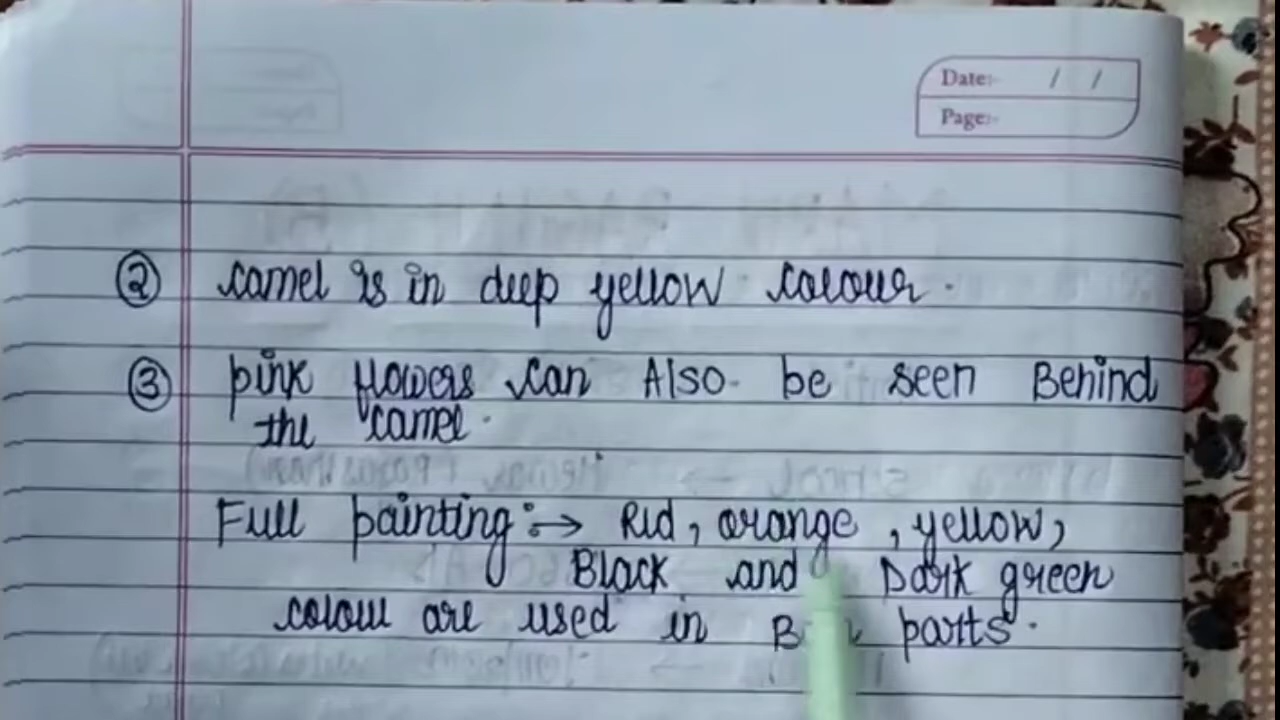 Date:- / /
Page:-
② camel is in deep yellow colour.
③ pink flowers can Also be seen Behind
the camel.
Full painting :→ Red, orange, yellow,
Black and Dark green
colour are used in parts.